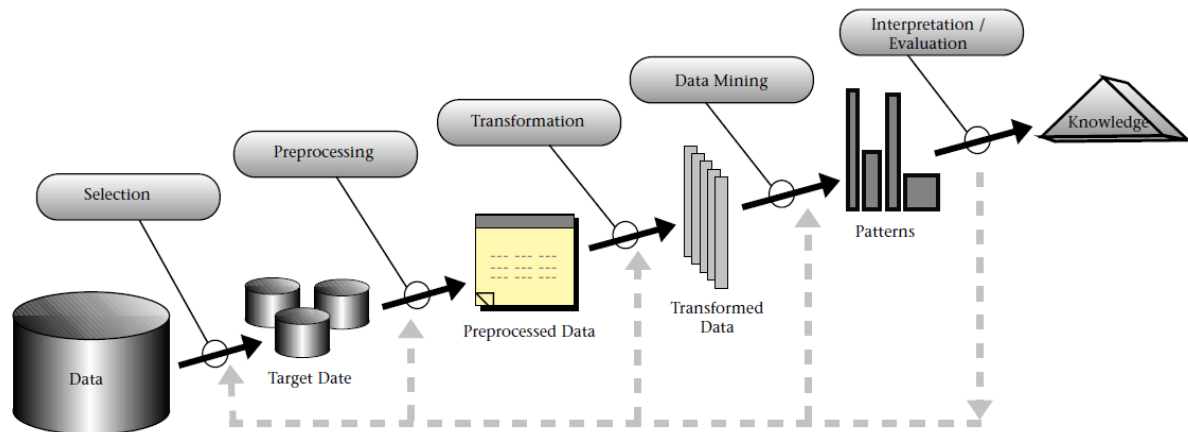 Interpretation /
Evaluation
Data Mining
Transformation
Preprocessing
Selection
Knowledge
Patterns
Transformed
Data
Preprocessed Data
Target Date
Data